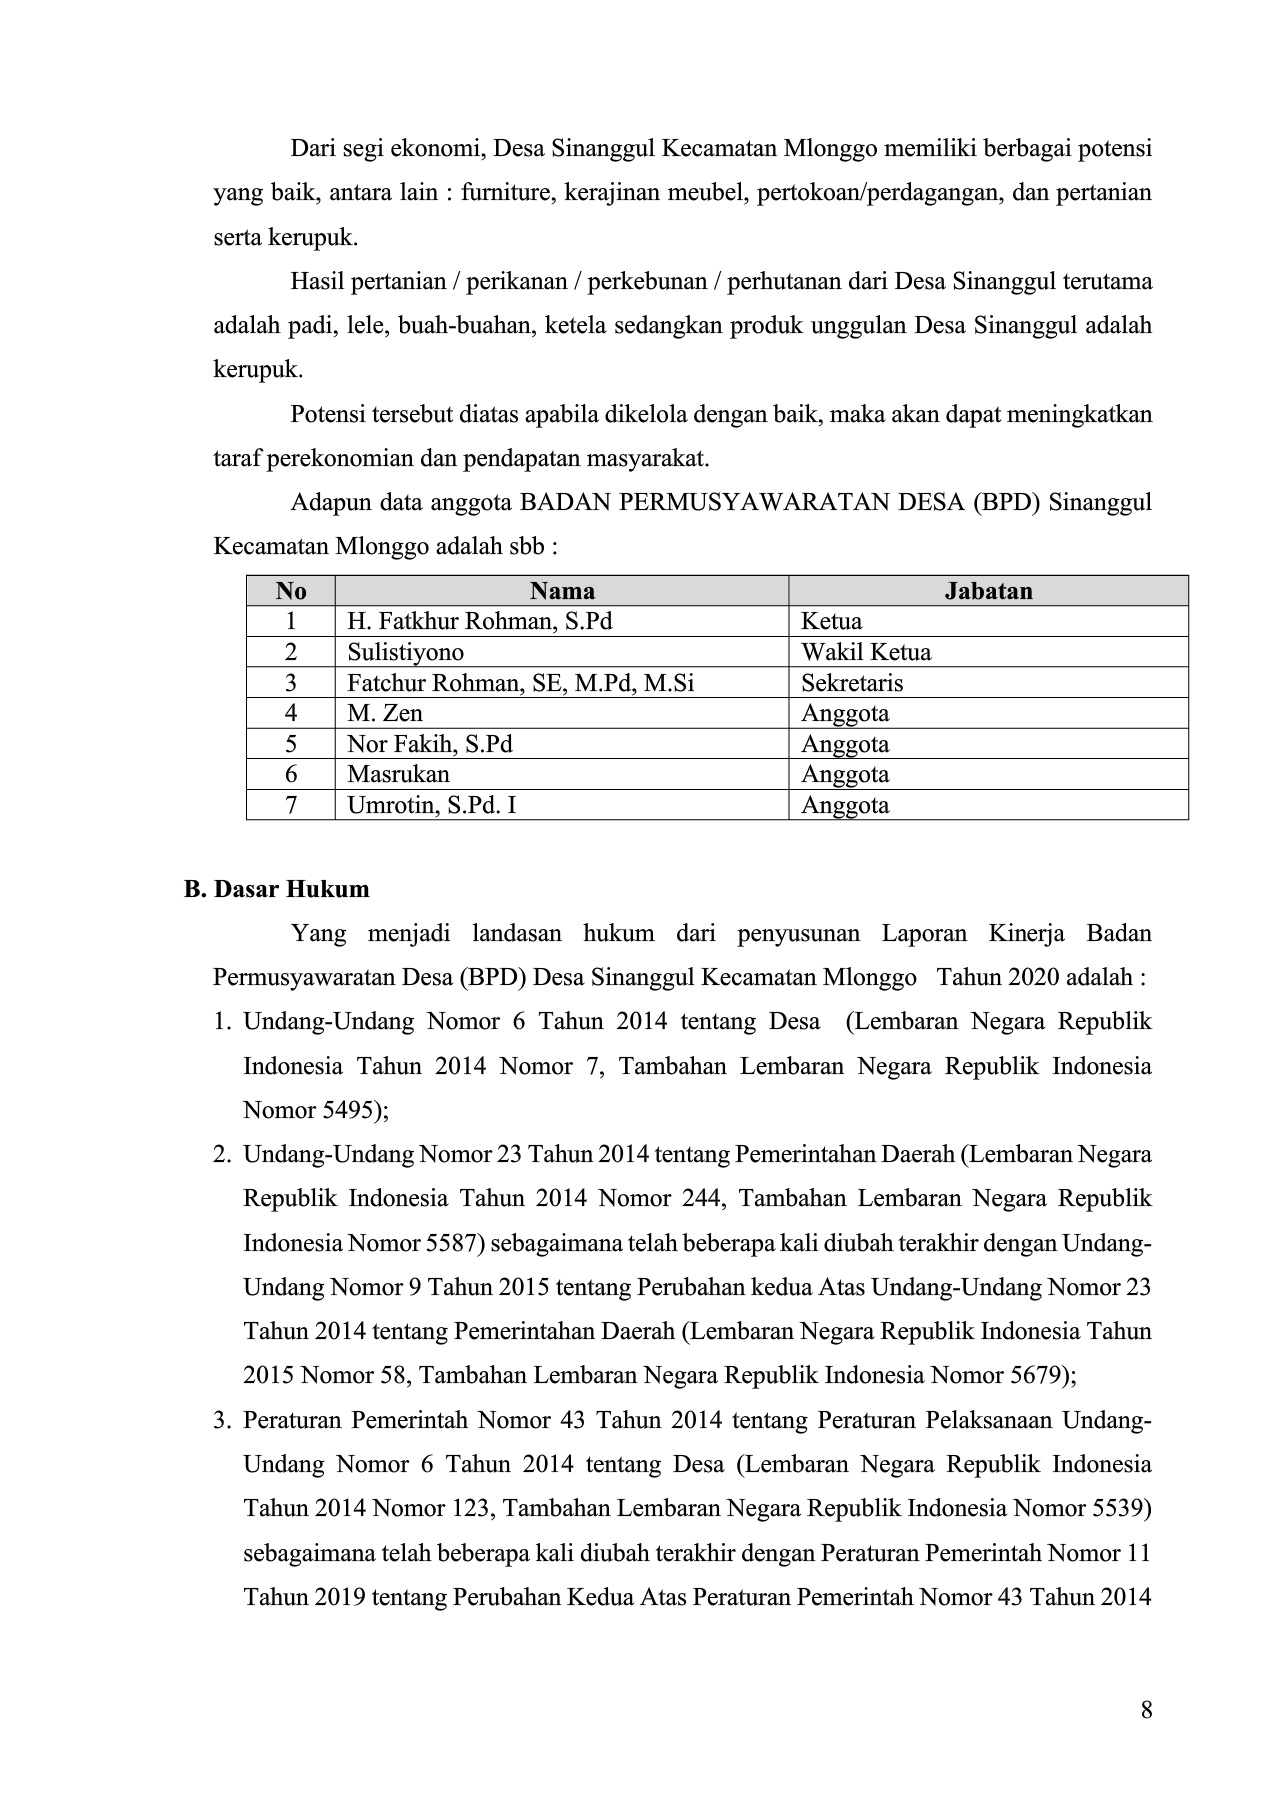 Dari segi ekonomi, Desa Sinanggul Kecamatan Mlonggo memiliki berbagai potensi
yang baik, antara lain : furniture, kerajinan meubel, pertokoan/perdagangan, dan pertanian
serta kerupuk.
Hasil pertanian / perikanan / perkebunan / perhutanan dari Desa Sinanggul terutama
adalah padi, lele, buah-buahan, ketela sedangkan produk unggulan Desa Sinanggul adalah
kerupuk.
Potensi tersebut diatas apabila dikelola dengan baik, maka akan dapat meningkatkan
taraf perekonomian dan pendapatan masyarakat.
Adapun data anggota BADAN PERMUSYAWARATAN DESA (BPD) Sinanggul
Kecamatan Mlonggo adalah sbb :
No Nama Jabatan
1 H. Fatkhur Rohman, S.Pd Ketua
2 Sulistiyono Wakil Ketua
3 Fatchur Rohman, SE, M.Pd, M.Si Sekretaris
4 M. Zen Anggota
5 Nor Fakih, S.Pd Anggota
6 Masrukan Anggota
7 Umrotin, S.Pd. I Anggota
B. Dasar Hukum
Yang menjadi landasan hukum dari penyusunan Laporan Kinerja Badan
Permusyawaratan Desa (BPD) Desa Sinanggul Kecamatan Mlonggo Tahun 2020 adalah :
1. Undang-Undang Nomor 6 Tahun 2014 tentang Desa (Lembaran Negara Republik
Indonesia Tahun 2014 Nomor 7, Tambahan Lembaran Negara Republik Indonesia
Nomor 5495);
2. Undang-Undang Nomor 23 Tahun 2014 tentang Pemerintahan Daerah (Lembaran Negara
Republik Indonesia Tahun 2014 Nomor 244, Tambahan Lembaran Negara Republik
Indonesia Nomor 5587) sebagaimana telah beberapa kali diubah terakhir dengan Undang-
Undang Nomor 9 Tahun 2015 tentang Perubahan kedua Atas Undang-Undang Nomor 23
Tahun 2014 tentang Pemerintahan Daerah (Lembaran Negara Republik Indonesia Tahun
2015 Nomor 58, Tambahan Lembaran Negara Republik Indonesia Nomor 5679);
3. Peraturan Pemerintah Nomor 43 Tahun 2014 tentang Peraturan Pelaksanaan Undang-
Undang Nomor 6 Tahun 2014 tentang Desa (Lembaran Negara Republik Indonesia
Tahun 2014 Nomor 123, Tambahan Lembaran Negara Republik Indonesia Nomor 5539)
sebagaimana telah beberapa kali diubah terakhir dengan Peraturan Pemerintah Nomor 11
Tahun 2019 tentang Perubahan Kedua Atas Peraturan Pemerintah Nomor 43 Tahun 2014
8